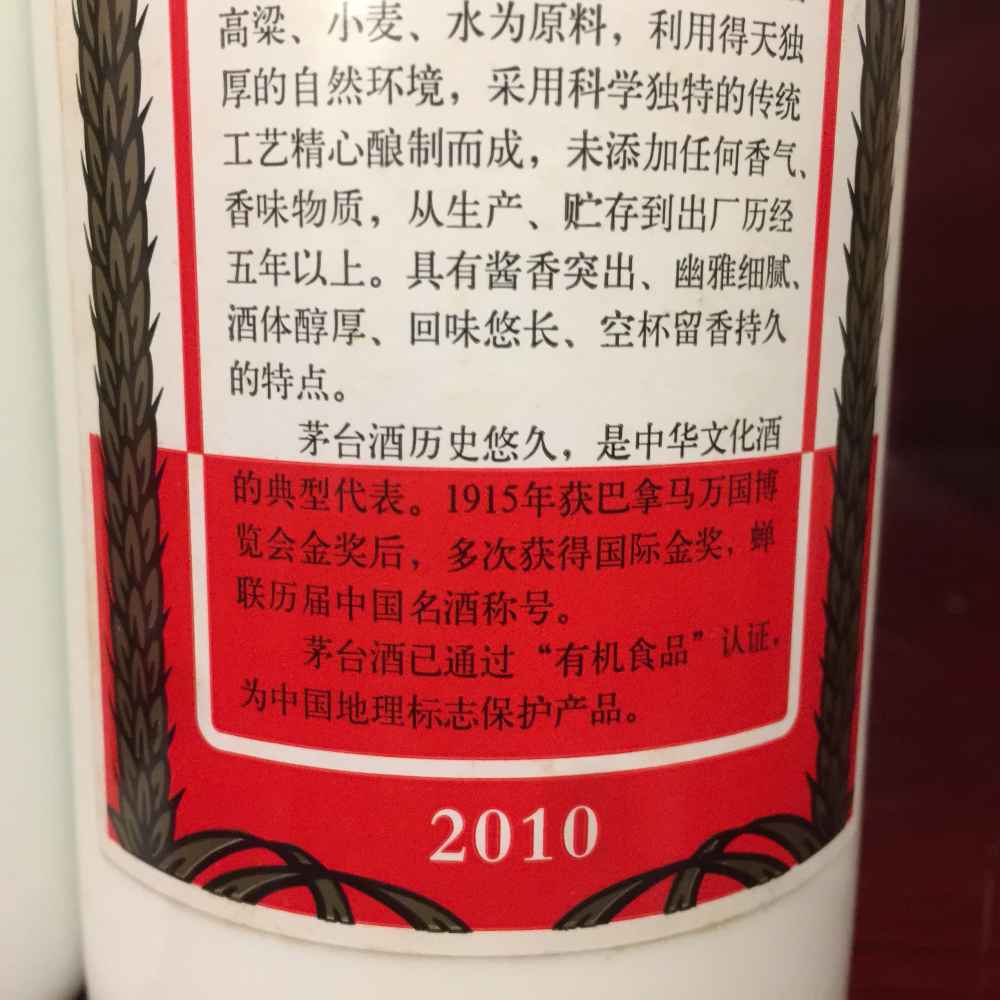 高粱、小麦、水为原料，利用得天独
厚的自然环境，采用科学独特的传统
工艺精心酿制而成，未添加任何香气、
香味物质，从生产、贮存到出厂历经
五年以上。具有酱香突出、幽雅细腻、
酒体醇厚、回味悠长、空杯留香持久
的特点。
茅台酒历史悠久，是中华文化酒
的典型代表。1915年获巴拿马万国博
览会金奖后，多次获得国际金奖，蝉
联历届中国名酒称号。
茅台酒已通过“有机食品”认证，
为中国地理标志保护产品。
2010